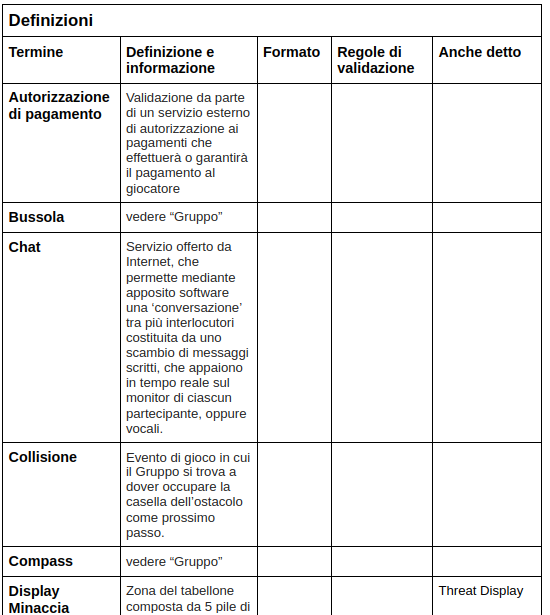 Definizioni
Termine
Definizione e
informazione
Formato
Regole di
validazione
Anche detto
Autorizzazione
di pagamento
Validazione da parte
di un servizio esterno
di autorizzazione ai
pagamenti che
effettuerà o garantirà
il pagamento al
giocatore
Bussola
vedere “Gruppo”
Chat
Servizio offerto da
Internet, che
permette mediante
apposito software
una ‘conversazione’
tra più interlocutori
costituita da uno
scambio di messaggi
scritti, che appaiono
in tempo reale sul
monitor di ciascun
partecipante, oppure
vocali.
Collisione
Evento di gioco in cui
il Gruppo si trova a
dover occupare la
casella dell’ostacolo
come prossimo
passo.
Compass
vedere “Gruppo”
Display
Minaccia
Zona del tabellone
composta da 5 pile di
Threat Display